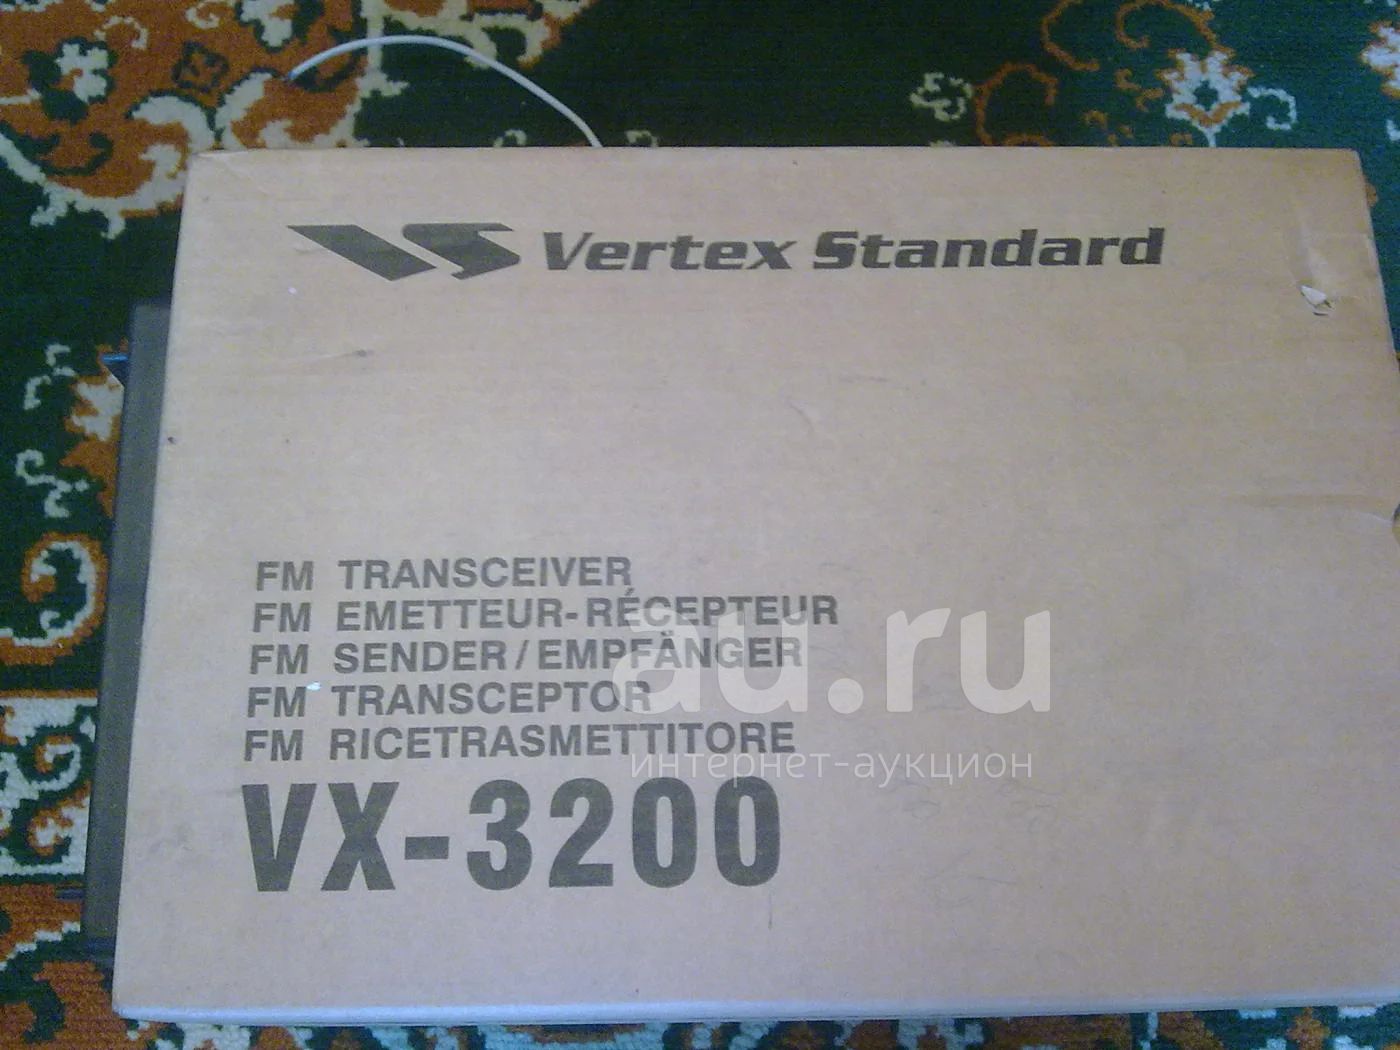 VS Vertex Standard
FM TRANSCEIVER
FM EMETTEUR-RÉCEPTEUR
FM SENDER/EMPFÄNGER
FM TRANSCEPTOR
FM RICETRASMETTITORE
VX-3200
au.ru
интернет-аукцион